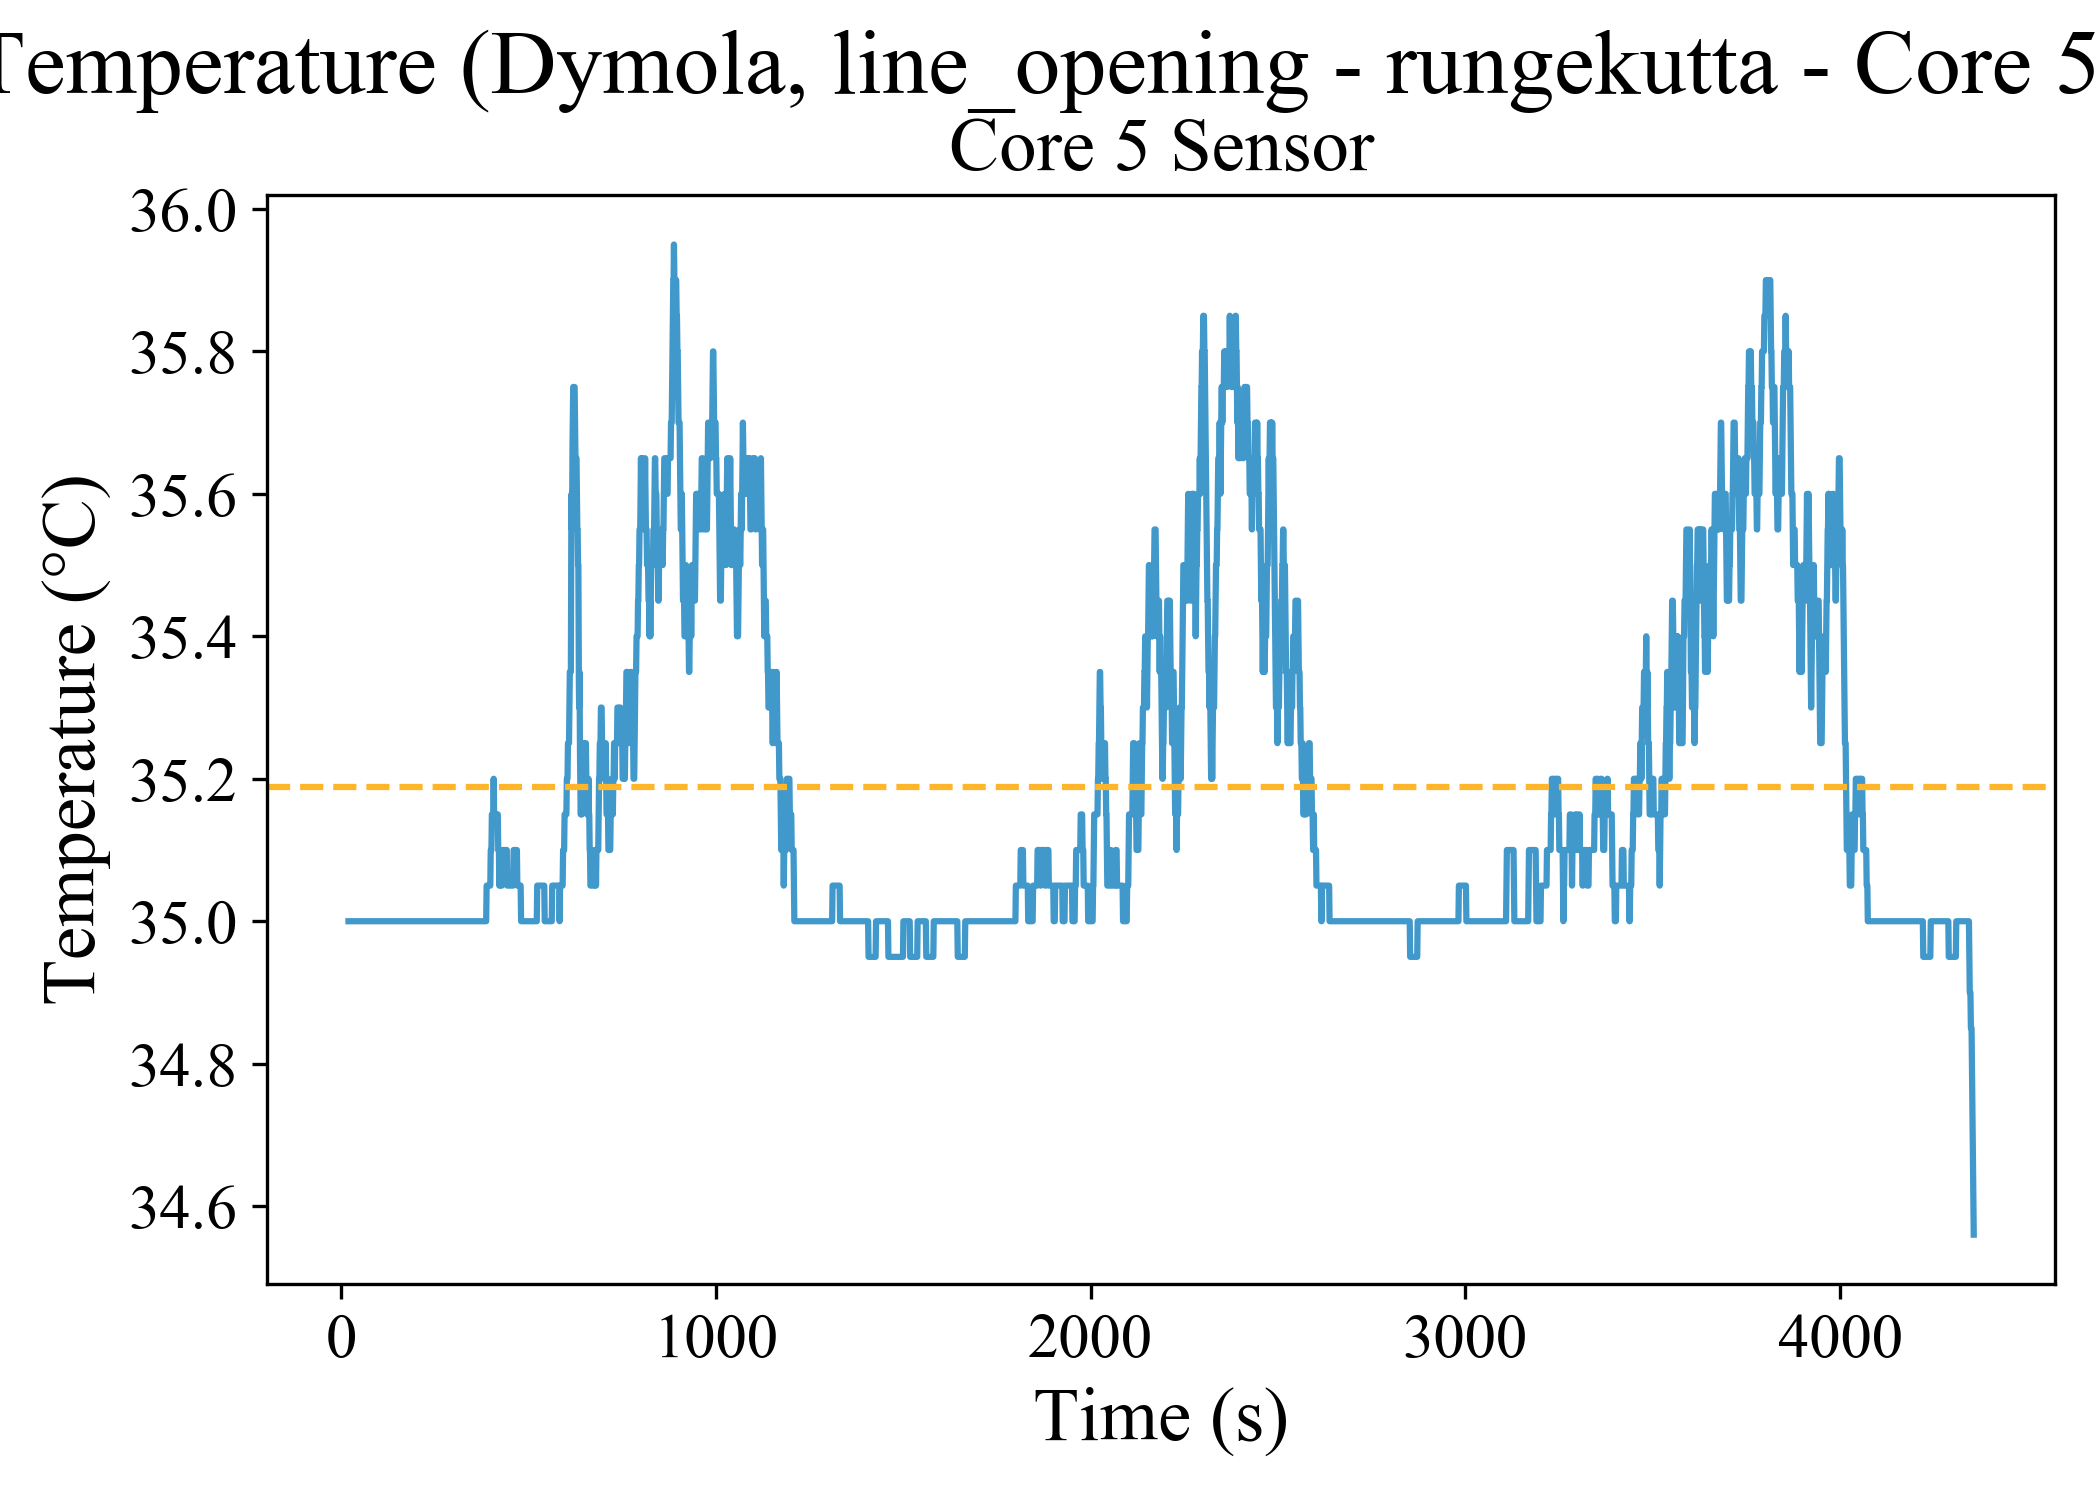 Temperature (Dymola, line_opening - rungekutta - Core 5
Core 5 Sensor
36.0
35.8
35.6
35.4
35.2
35.0
34.8
34.6
Temperature (°C)
0 1000 2000 3000 4000
Time (s)